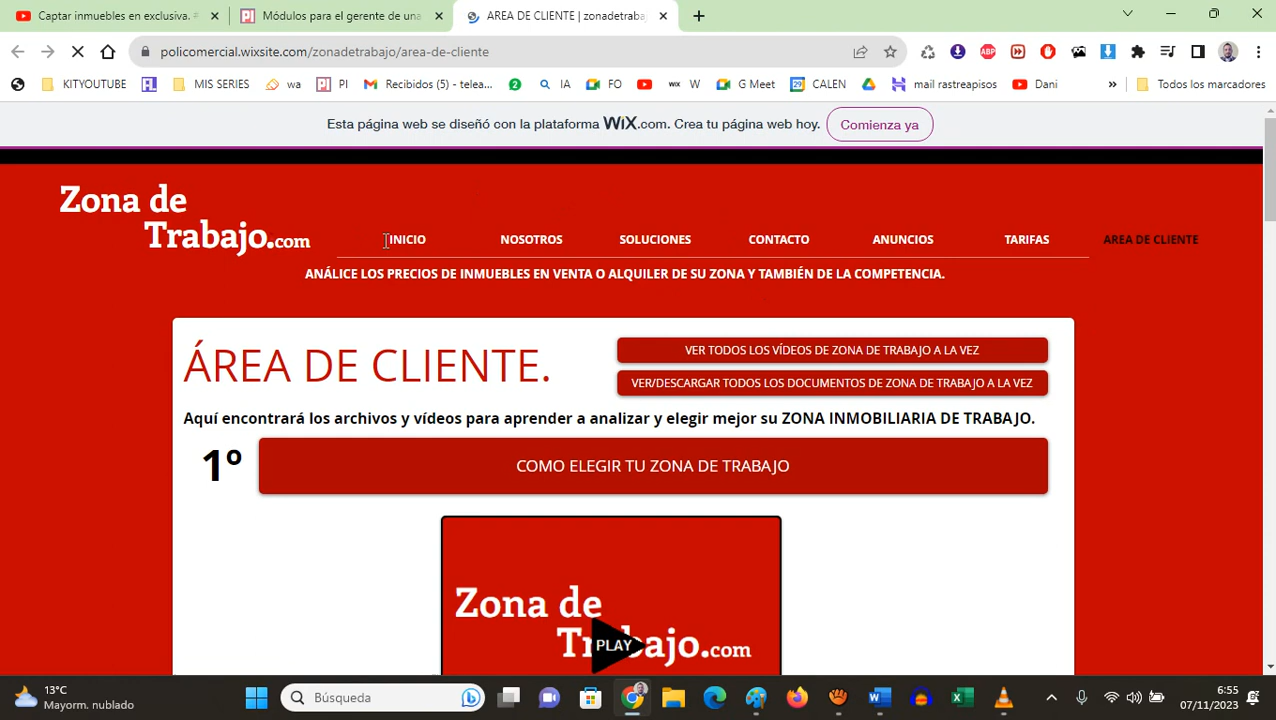 Captar inmuebles en exclusiva. #
Módulos para el gerente de una
AREA DE CLIENTE | zonadetraba
policomercial.wixsite.com/zonadetrabajo/area-de-cliente
ABP
KITYOUTUBE
MIS SERIES
wa
PI
Recibidos (5) - telea...
2
IA
FO
WIX W
G Meet
CALEN
mail rastreapisos
Dani
Todos los marcadores
Esta página web se diseñó con la plataforma WiX.com. Crea tu página web hoy.
Comienza ya
Zona de
Trabajo.com
INICIO
NOSOTROS
SOLUCIONES
CONTACTO
ANUNCIOS
TARIFAS
AREA DE CLIENTE
ANÁLICE LOS PRECIOS DE INMUEBLES EN VENTA O ALQUILER DE SU ZONA Y TAMBIÉN DE LA COMPETENCIA.
ÁREA DE CLIENTE.
VER TODOS LOS VÍDEOS DE ZONA DE TRABAJO A LA VEZ
VER/DESCARGAR TODOS LOS DOCUMENTOS DE ZONA DE TRABAJO A LA VEZ
Aquí encontrará los archivos y vídeos para aprender a analizar y elegir mejor su ZONA INMOBILIARIA DE TRABAJO.
1º
COMO ELEGIR TU ZONA DE TRABAJO
Zona de
Trabajo.com
PLAY
13°C
Mayorm. nublado
Búsqueda
6:55
07/11/2023